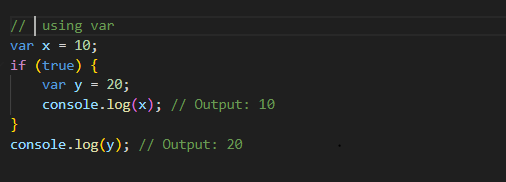 // using var
var x = 10;
if (true) {
    var y = 20;
    console.log(x); // Output: 10
}
console.log(y); // Output: 20